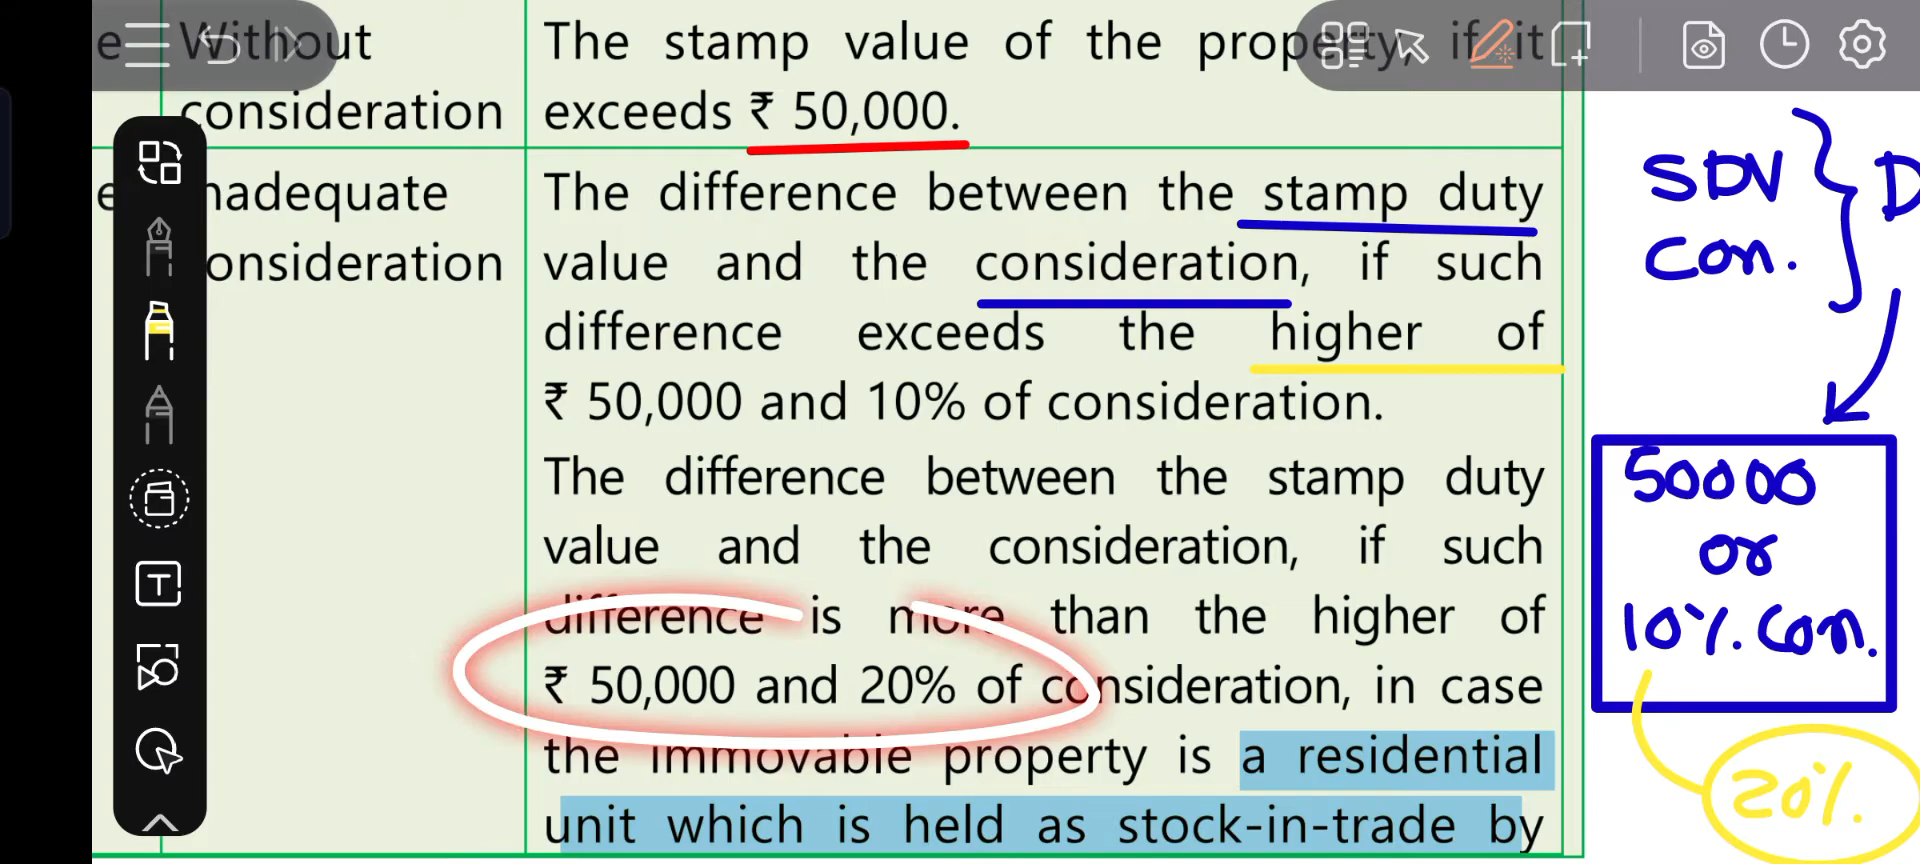 e Without The stamp value of the property, if it
consideration exceeds ₹ 50,000.
e nadequate The difference between the stamp duty
onsideration value and the consideration, if such
difference exceeds the higher of
₹ 50,000 and 10% of consideration.
The difference between the stamp duty
value and the consideration, if such
difference is more than the higher of
₹ 50,000 and 20% of consideration, in case
the immovable property is a residential
unit which is held as stock-in-trade by
SDV
Con.
D
50000
or
10%. Con.
20%.
T